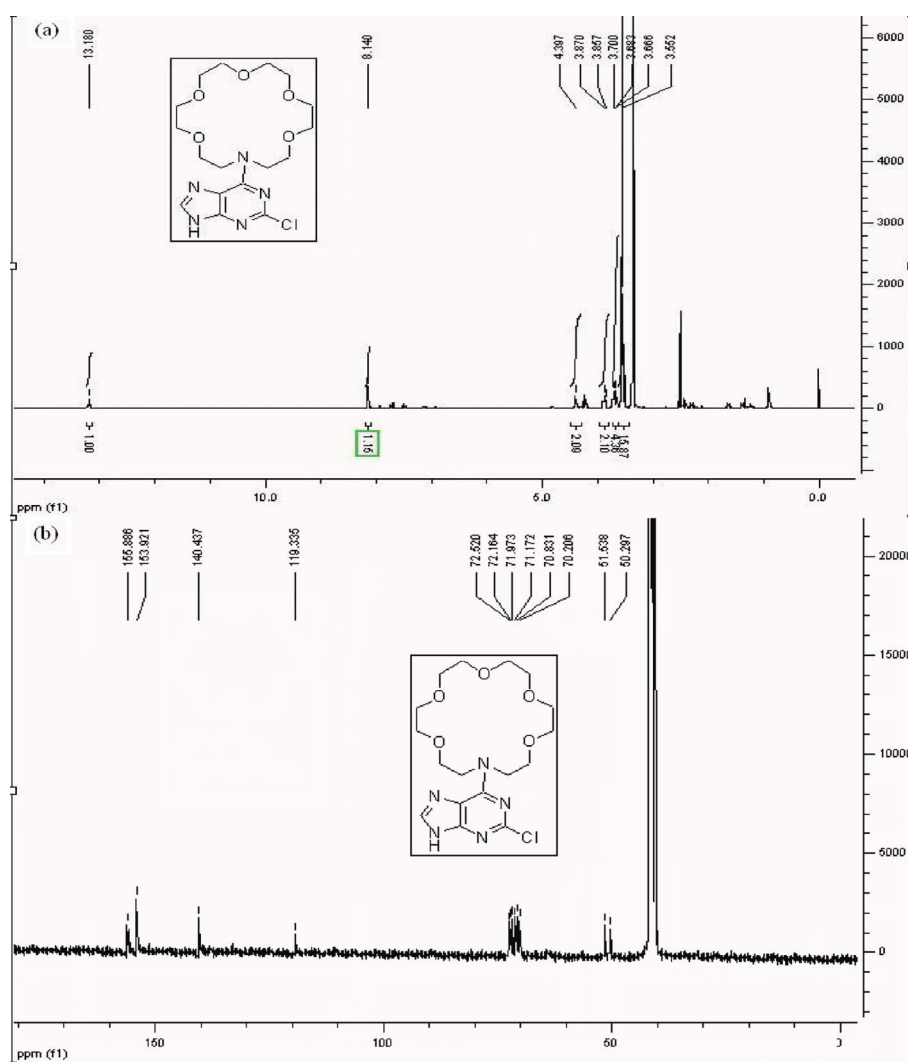 (a)
13.180
8.140
4.397
3.870
3.857
3.700
3.683
3.666
3.552
6000
5000
4000
3000
2000
1000
0
O
O O
O O
N
N N
N N Cl
H
1.00
1.15
2.09
2.10
4.36
15.87
10.0 5.0 0.0
ppm (f1)
(b)
155.886
153.921
140.437
119.335
72.520
72.164
71.973
71.172
70.831
70.206
51.538
50.297
20000
15000
10000
5000
0
O
O O
O O
N
N N
N N Cl
H
150 100 50 0
ppm (f1)